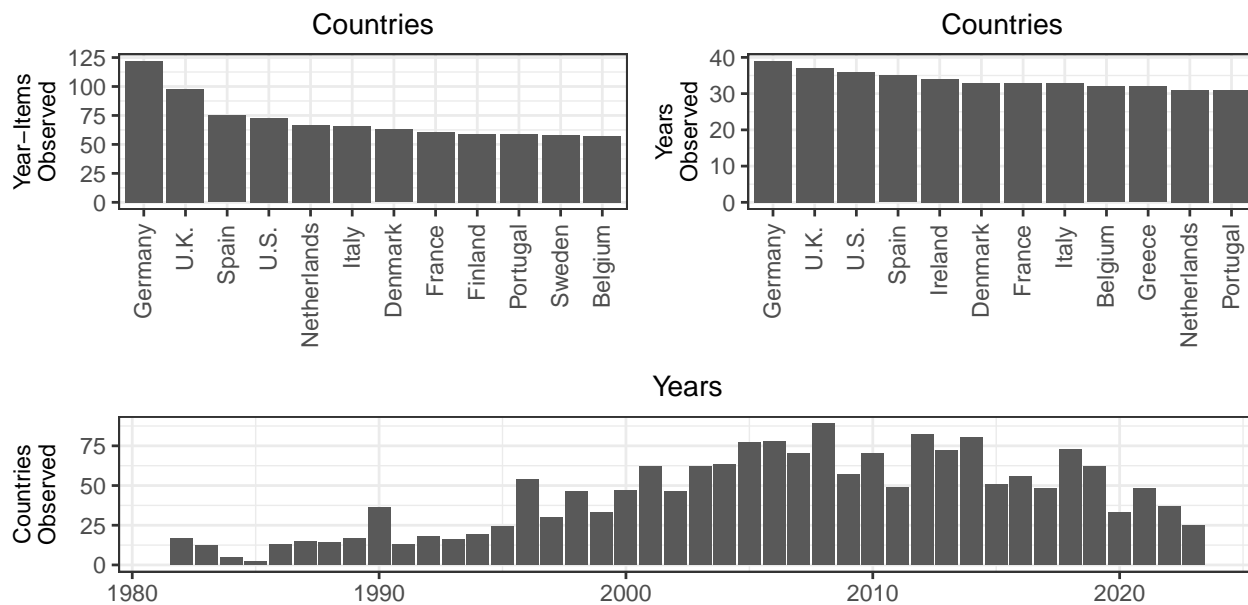 Countries
Year−Items
Observed
125
100
75
50
25
0
Germany
U.K.
Spain
U.S.
Netherlands
Italy
Denmark
France
Finland
Portugal
Sweden
Belgium
Countries
Years
Observed
40
30
20
10
0
Germany
U.K.
U.S.
Spain
Ireland
Denmark
France
Italy
Belgium
Greece
Netherlands
Portugal
Years
Countries
Observed
75
50
25
0
1980
1990
2000
2010
2020